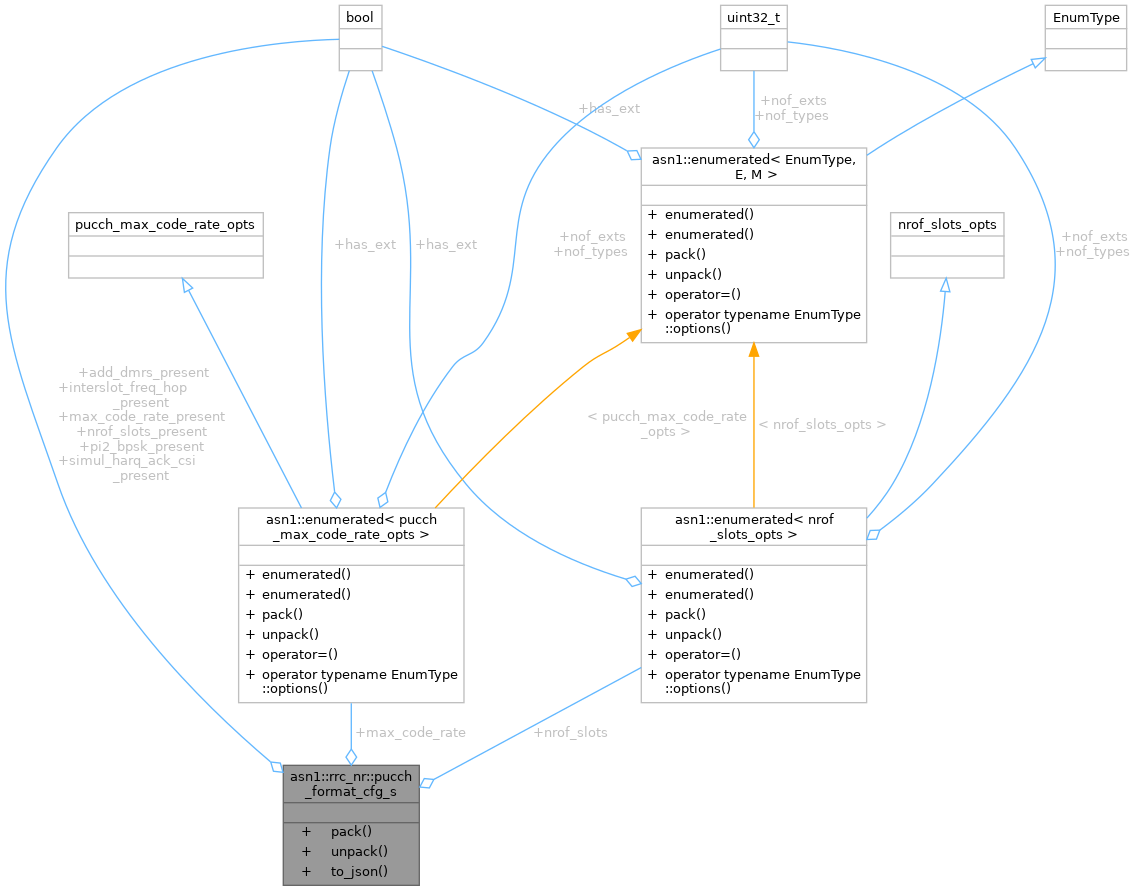 bool
uint32_t
EnumType
+has_ext
+nof_exts
+nof_types
asn1::enumerated< EnumType,
E, M >
+ enumerated()
+ enumerated()
+ pack()
+ unpack()
+ operator=()
+ operator typename EnumType
::options()
pucch_max_code_rate_opts
nrof_slots_opts
+has_ext
+has_ext
+nof_exts
+nof_types
+nof_exts
+nof_types
+add_dmrs_present
+interslot_freq_hop
_present
+max_code_rate_present
+nrof_slots_present
+pi2_bpsk_present
+simul_harq_ack_csi
_present
< pucch_max_code_rate
_opts >
< nrof_slots_opts >
asn1::enumerated< pucch
_max_code_rate_opts >
+ enumerated()
+ enumerated()
+ pack()
+ unpack()
+ operator=()
+ operator typename EnumType
::options()
asn1::enumerated< nrof
_slots_opts >
+ enumerated()
+ enumerated()
+ pack()
+ unpack()
+ operator=()
+ operator typename EnumType
::options()
+max_code_rate
+nrof_slots
asn1::rrc_nr::pucch
_format_cfg_s
+ pack()
+ unpack()
+ to_json()